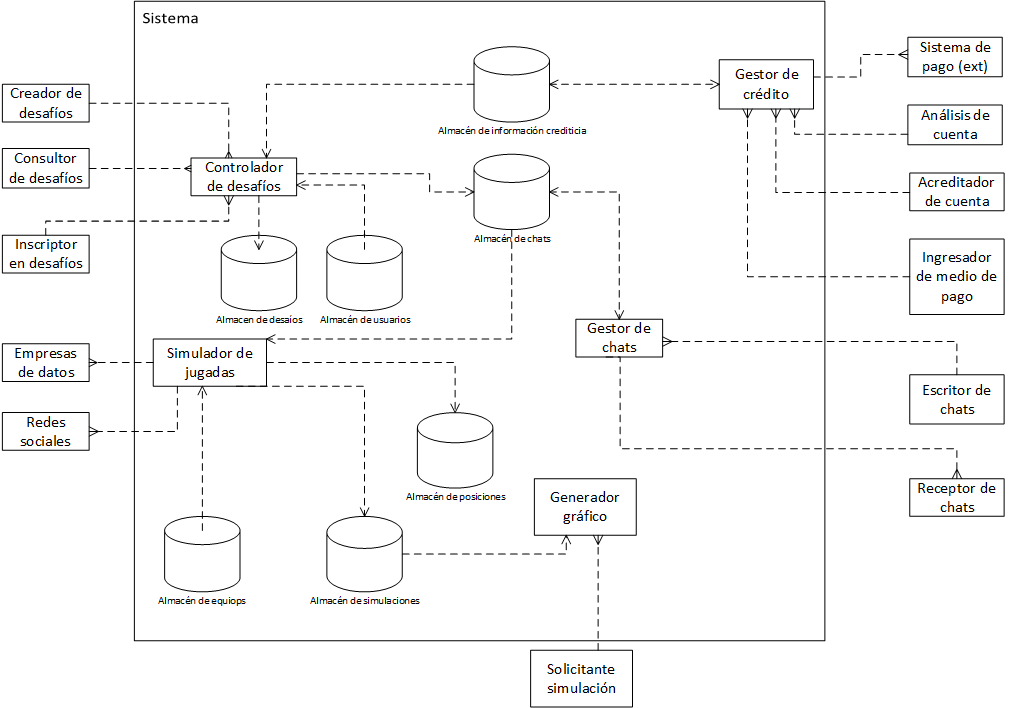 Sistema
Sistema de
pago (ext)
Gestor de
crédito
Creador de
desafíos
Almacén de información crediticia
Análisis de
cuenta
Consultor
de desafíos
Controlador
de desafíos
Acreditador
de cuenta
Almacén de chats
Inscriptor
en desafíos
Ingresador
de medio de
pago
Almacen de desaíos
Almacén de usuarios
Gestor de
chats
Empresas
de datos
Simulador de
jugadas
Escritor de
chats
Redes
sociales
Almacén de posiciones
Generador
gráfico
Receptor de
chats
Almacén de equiops
Almacén de simulaciones
Solicitante
simulación